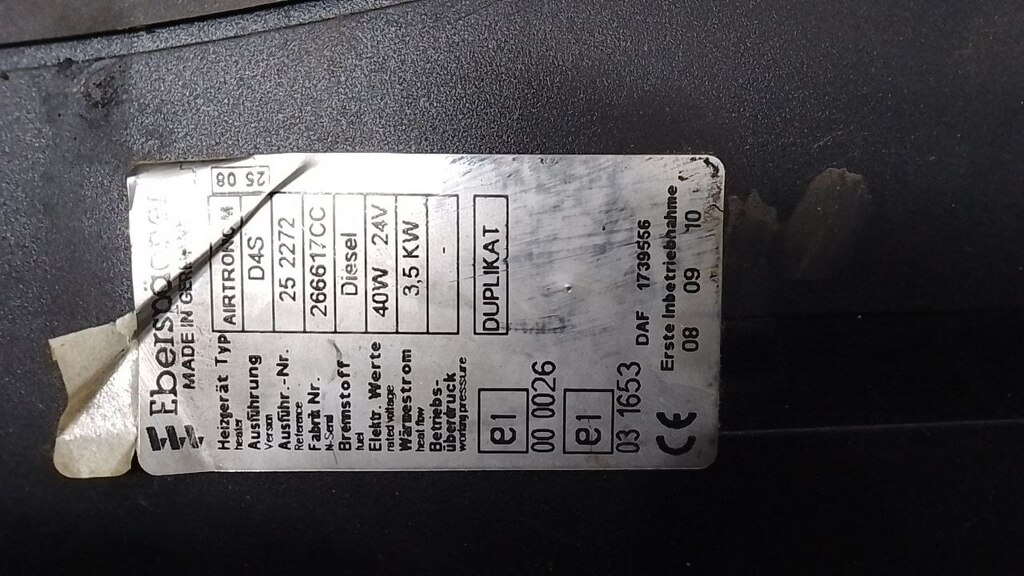 Eberspächer
MADE IN GERMANY
25 08
Heizgerät Typ AIRTRONIC M
heater
Ausführung D4S
Version
Ausführ.-Nr. 25 2272
Reference
Fabrik Nr. 266617CC
N-Serial
Bremstoff Diesel
fuel
Elektr. Werte 40W 24V
rated voltage
Wärmestrom 3,5 KW
heat flow
Betriebs- -
überdruck
working pressure
DUPLIKAT
e1
00 0026
e1
03 1653
DAF 1739556
Erste Inbetriebnahme
CE 08 09 10